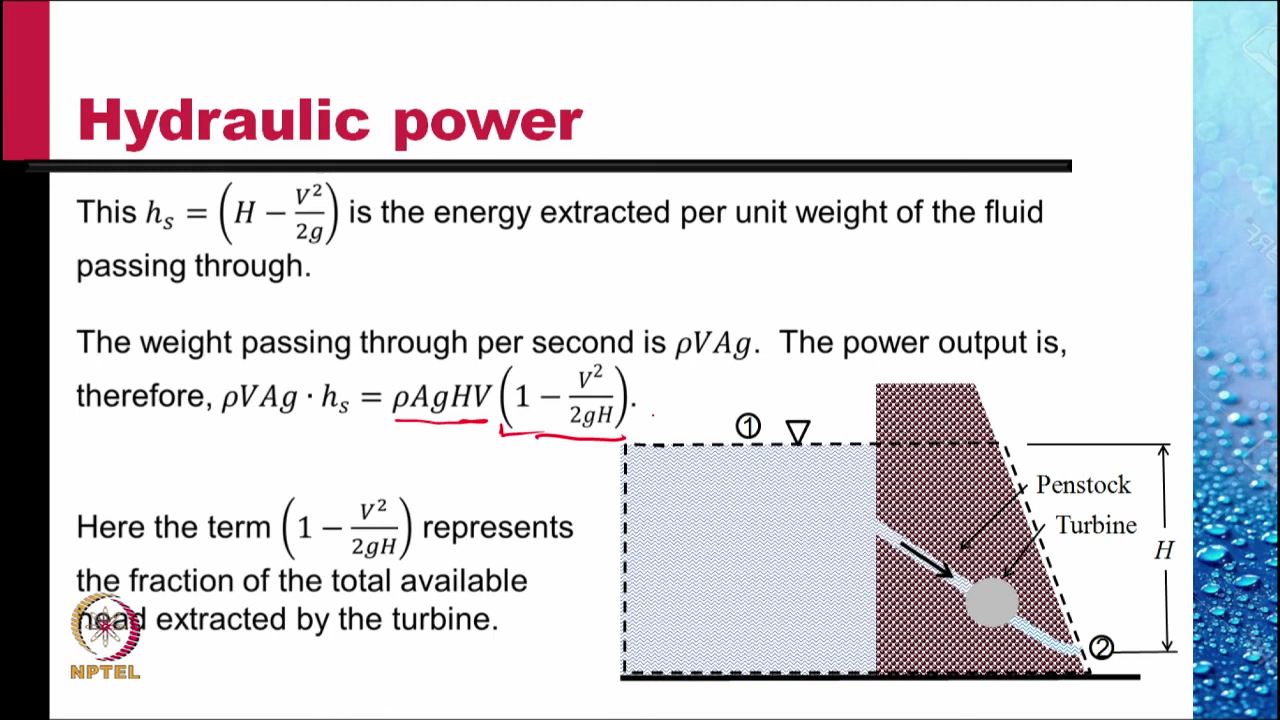 Hydraulic power
This h_s = (H − V²/2g) is the energy extracted per unit weight of the fluid
passing through.
The weight passing through per second is ρVAg. The power output is,
therefore, ρVAg · h_s = ρAgHV (1 − V²/2gH).
Here the term (1 − V²/2gH) represents
the fraction of the total available
head extracted by the turbine.
①
Penstock
Turbine
H
②
NPTEL